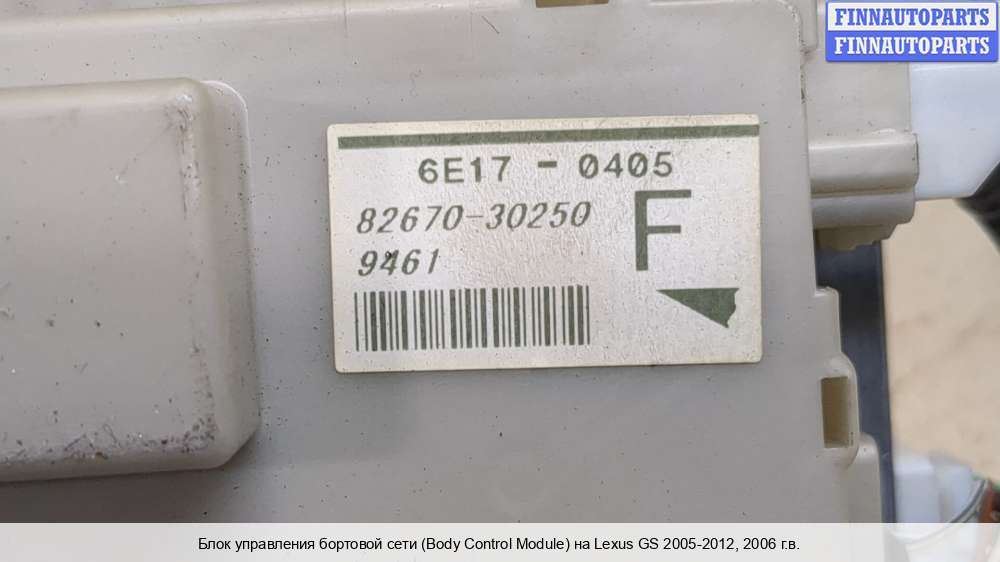 FINNAUTOPARTS
FINNAUTOPARTS
6E17 - 0405
82670-30250
F
9461
Блок управления бортовой сети (Body Control Module) на Lexus GS 2005-2012, 2006 г.в.